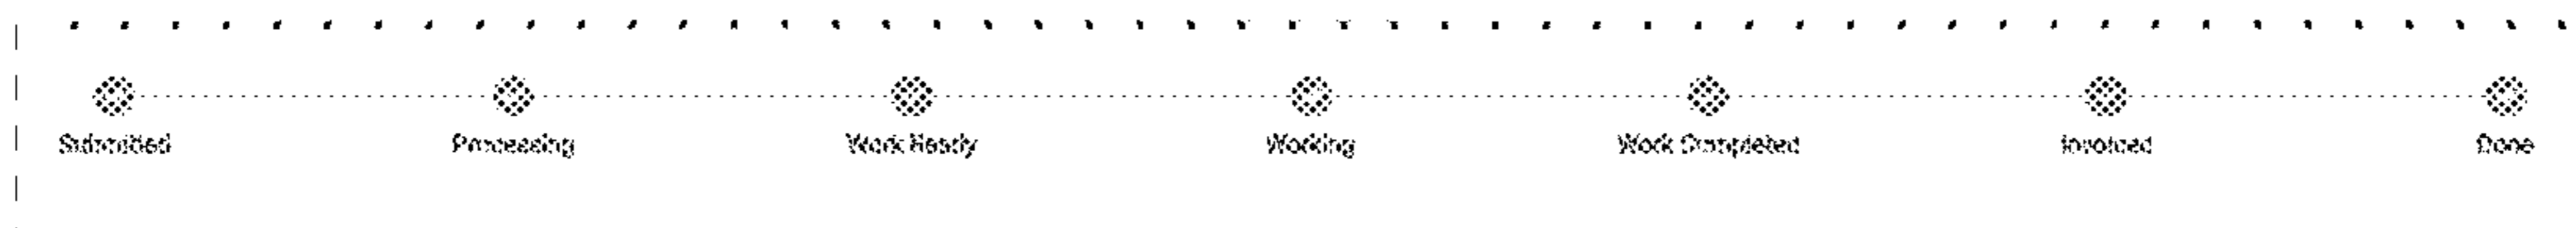 Submitted
Processing
Work Ready
Working
Work Completed
Invoiced
Done